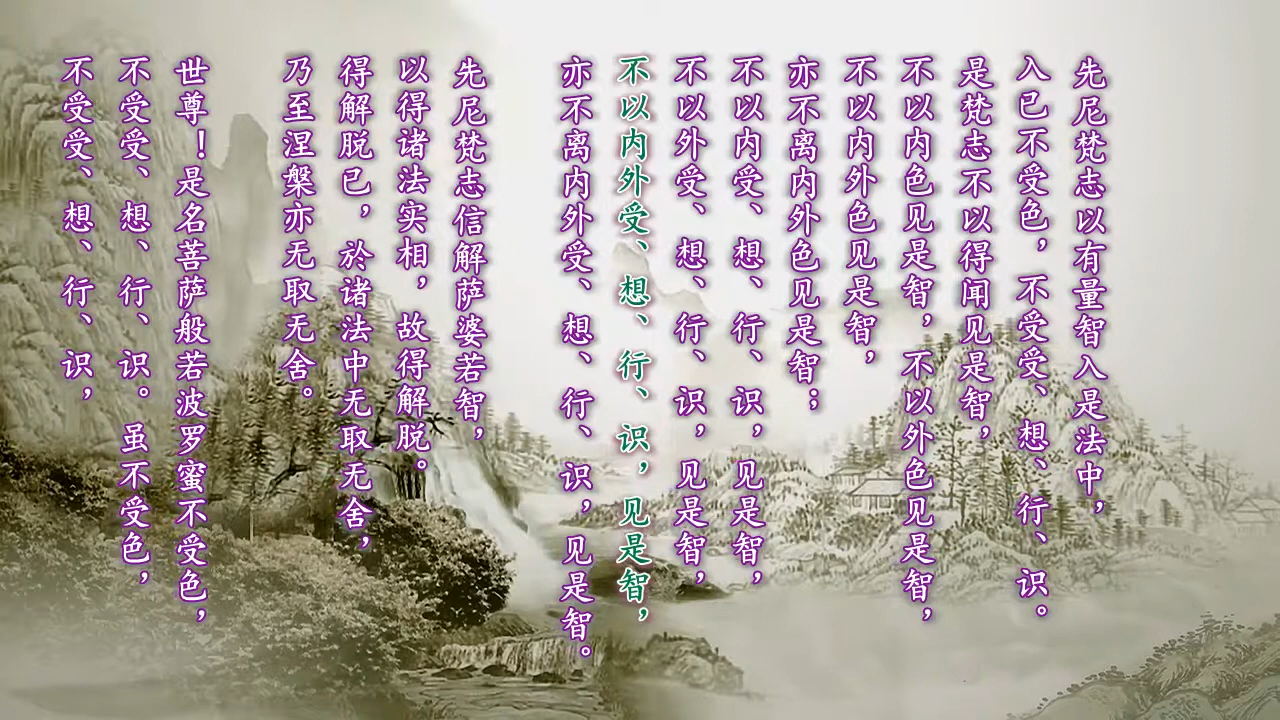 先尼梵志以有量智入是法中，
入已不受色，不受受、想、行、识。
是梵志不以得闻见是智，
不以内色见是智，不以外色见是智，
不以内外色见是智，
亦不离内外色见是智；
不以内受、想、行、识，见是智，
不以外受、想、行、识，见是智，
不以内外受、想、行、识，见是智，
亦不离内外受、想、行、识，见是智。
先尼梵志信解萨婆若智，
以得诸法实相，故得解脱。
得解脱已，於诸法中无取无舍，
乃至涅槃亦无取无舍。
世尊！是名菩萨般若波罗蜜不受色，
不受受、想、行、识。虽不受色，
不受受、想、行、识，